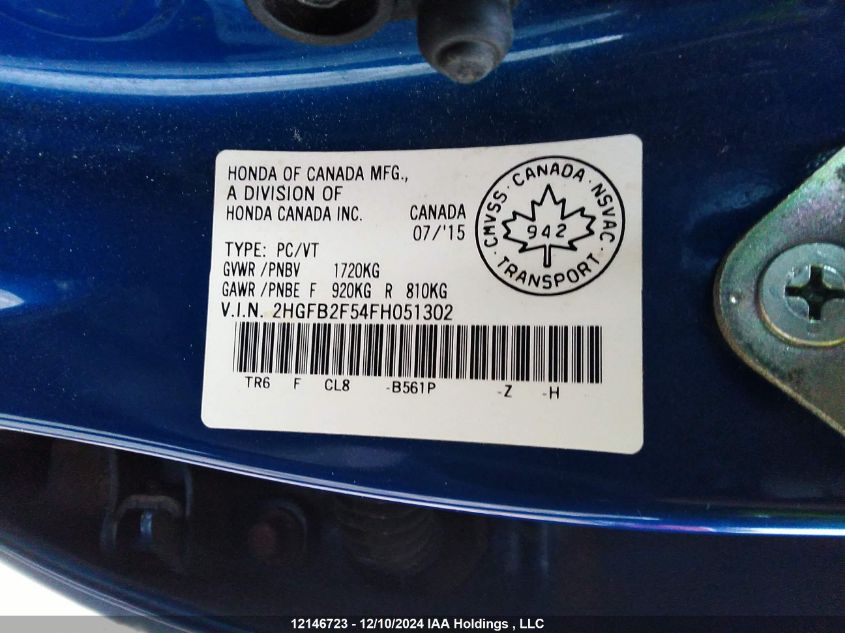 HONDA OF CANADA MFG.,
A DIVISION OF
HONDA CANADA INC.
CANADA
07/'15
TYPE: PC/VT
GVWR /PNBV 1720KG
GAWR /PNBE F 920KG R 810KG
V.I.N. 2HGFB2F54FH051302
TR6 F CL8 -B561P -Z -H
CMVSS · CANADA · NSVAC
942
· TRANSPORT ·
12146723 - 12/10/2024 IAA Holdings , LLC